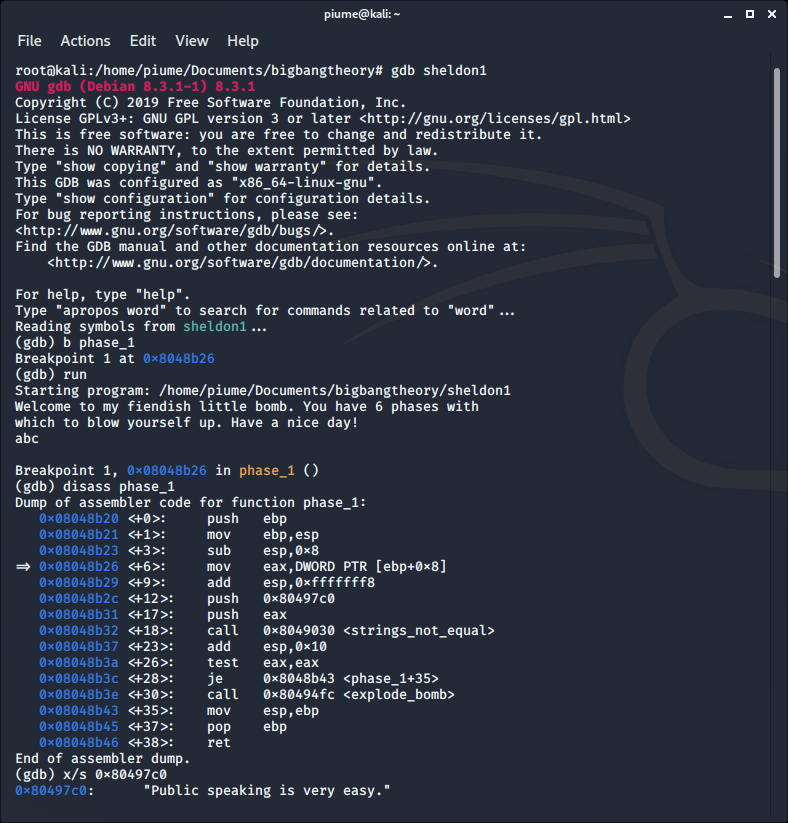 piume@kali: ~
File Actions Edit View Help
root@kali:/home/piume/Documents/bigbangtheory# gdb sheldon1
GNU gdb (Debian 8.3.1-1) 8.3.1
Copyright (C) 2019 Free Software Foundation, Inc.
License GPLv3+: GNU GPL version 3 or later <http://gnu.org/licenses/gpl.html>
This is free software: you are free to change and redistribute it.
There is NO WARRANTY, to the extent permitted by law.
Type "show copying" and "show warranty" for details.
This GDB was configured as "x86_64-linux-gnu".
Type "show configuration" for configuration details.
For bug reporting instructions, please see:
<http://www.gnu.org/software/gdb/bugs/>.
Find the GDB manual and other documentation resources online at:
    <http://www.gnu.org/software/gdb/documentation/>.
For help, type "help".
Type "apropos word" to search for commands related to "word"...
Reading symbols from sheldon1...
(gdb) b phase_1
Breakpoint 1 at 0x8048b26
(gdb) run
Starting program: /home/piume/Documents/bigbangtheory/sheldon1
Welcome to my fiendish little bomb. You have 6 phases with
which to blow yourself up. Have a nice day!
abc
Breakpoint 1, 0x08048b26 in phase_1 ()
(gdb) disass phase_1
Dump of assembler code for function phase_1:
   0x08048b20 <+0>:     push   ebp
   0x08048b21 <+1>:     mov    ebp,esp
   0x08048b23 <+3>:     sub    esp,0x8
=> 0x08048b26 <+6>:     mov    eax,DWORD PTR [ebp+0x8]
   0x08048b29 <+9>:     add    esp,0xfffffff8
   0x08048b2c <+12>:    push   0x80497c0
   0x08048b31 <+17>:    push   eax
   0x08048b32 <+18>:    call   0x8049030 <strings_not_equal>
   0x08048b37 <+23>:    add    esp,0x10
   0x08048b3a <+26>:    test   eax,eax
   0x08048b3c <+28>:    je     0x8048b43 <phase_1+35>
   0x08048b3e <+30>:    call   0x80494fc <explode_bomb>
   0x08048b43 <+35>:    mov    esp,ebp
   0x08048b45 <+37>:    pop    ebp
   0x08048b46 <+38>:    ret
End of assembler dump.
(gdb) x/s 0x80497c0
0x80497c0:      "Public speaking is very easy."